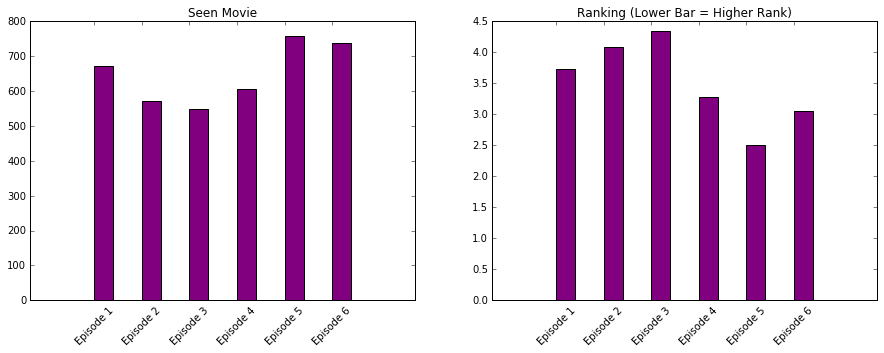 Seen Movie
800
700
600
500
400
300
200
100
0
Episode 1
Episode 2
Episode 3
Episode 4
Episode 5
Episode 6
Ranking (Lower Bar = Higher Rank)
4.5
4.0
3.5
3.0
2.5
2.0
1.5
1.0
0.5
0.0
Episode 1
Episode 2
Episode 3
Episode 4
Episode 5
Episode 6